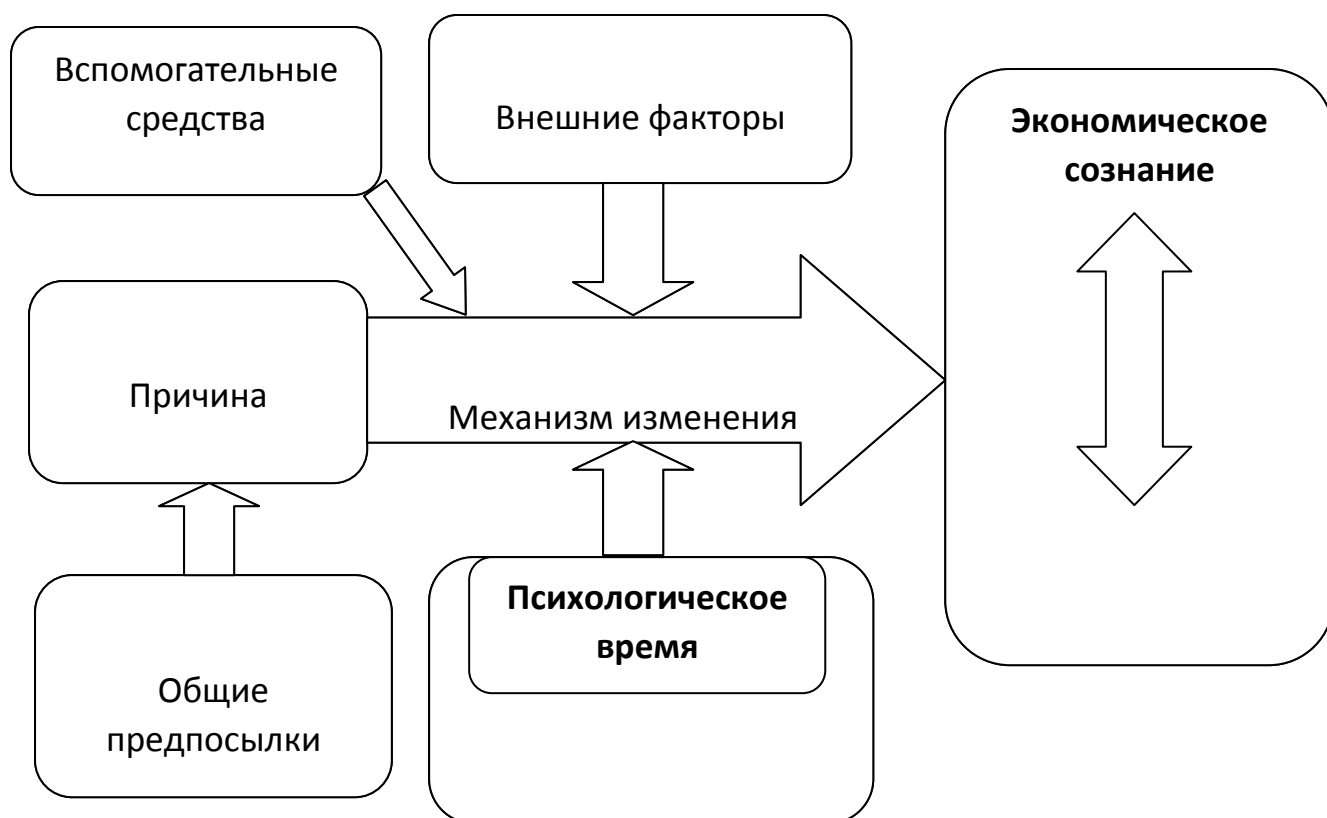 Вспомогательные
средства
Внешние факторы
Экономическое
сознание
Причина
Механизм изменения
Психологическое
время
Общие
предпосылки